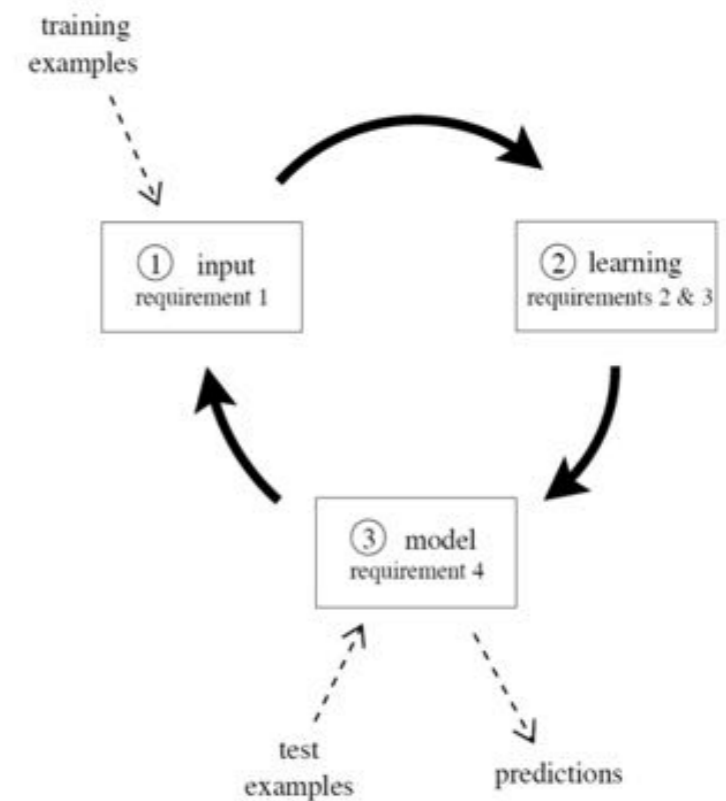 training
examples
① input
requirement 1
② learning
requirements 2 & 3
③ model
requirement 4
test
examples
predictions